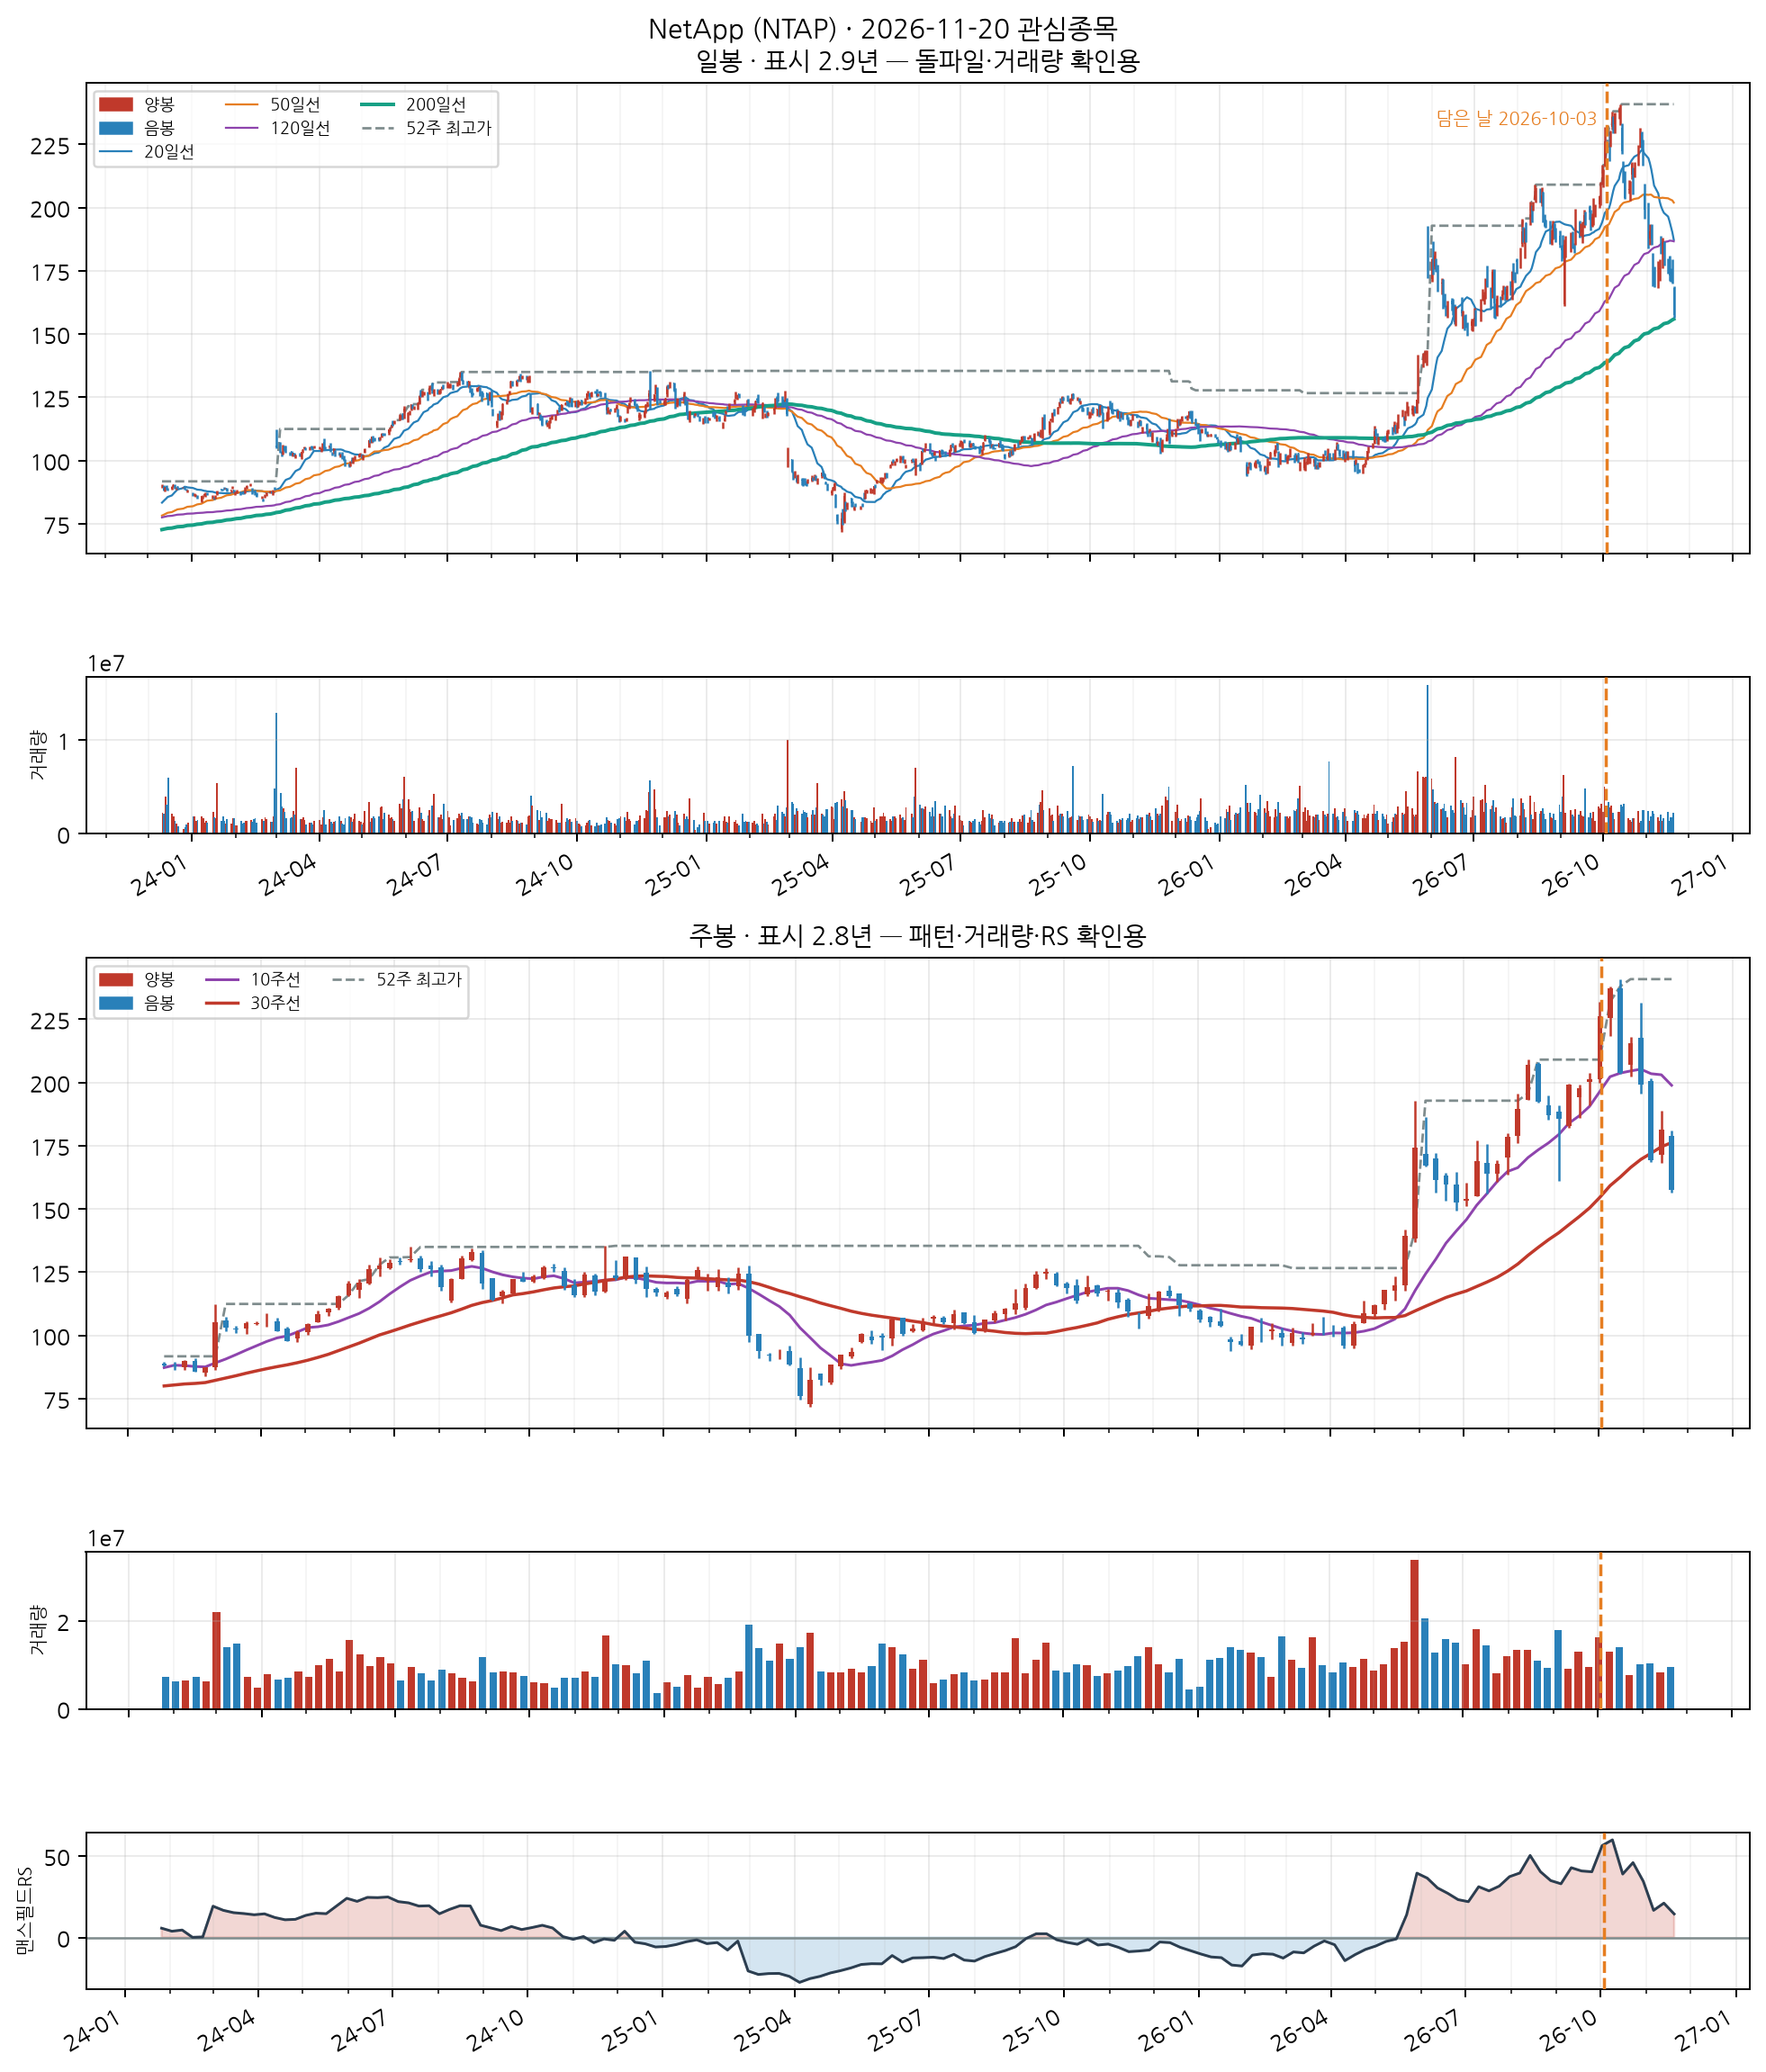 NetApp (NTAP) · 2026-11-20 관심종목
일봉 · 표시 2.9년 — 돌파일·거래량 확인용
양봉
음봉
20일선
50일선
120일선
200일선
52주 최고가
담은 날 2026-10-03
225
200
175
150
125
100
75
1e7
거래량
1
0
24-01
24-04
24-07
24-10
25-01
25-04
25-07
25-10
26-01
26-04
26-07
26-10
27-01
주봉 · 표시 2.8년 — 패턴·거래량·RS 확인용
양봉
음봉
10주선
30주선
52주 최고가
225
200
175
150
125
100
75
1e7
거래량
2
0
맨스필드RS
50
0
24-01
24-04
24-07
24-10
25-01
25-04
25-07
25-10
26-01
26-04
26-07
26-10
27-01